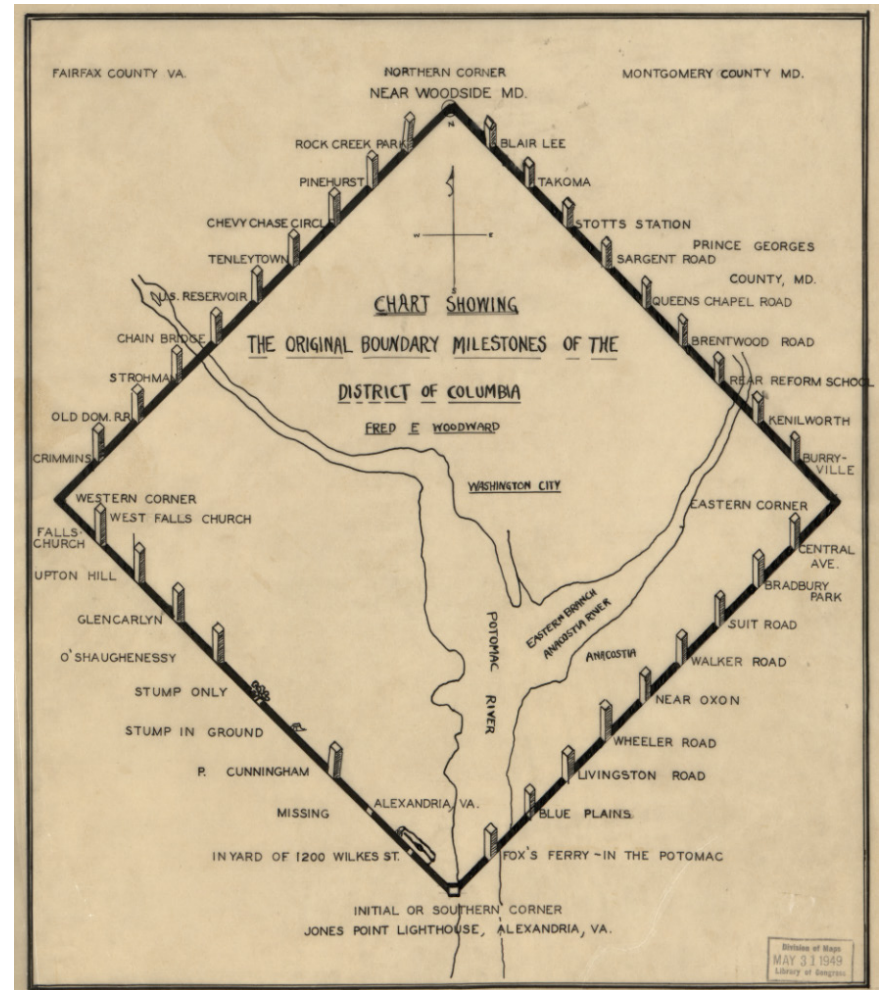 FAIRFAX COUNTY VA.
NORTHERN CORNER
NEAR WOODSIDE MD.
MONTGOMERY COUNTY MD.
N
ROCK CREEK PARK
BLAIR LEE
PINEHURST
TAKOMA
CHEVY CHASE CIRCLE
STOTTS STATION
W
E
S
TENLEYTOWN
PRINCE GEORGES
COUNTY, MD.
SARGENT ROAD
U.S. RESERVOIR
QUEENS CHAPEL ROAD
CHART SHOWING
THE ORIGINAL BOUNDARY MILESTONES OF THE
DISTRICT OF COLUMBIA
FRED E WOODWARD
CHAIN BRIDGE
BRENTWOOD ROAD
STROHMAN
REAR REFORM SCHOOL
OLD DOM. R.R.
KENILWORTH
CRIMMINS
BURRY-
VILLE
WASHINGTON CITY
WESTERN CORNER
EASTERN CORNER
WEST FALLS CHURCH
FALLS-
CHURCH
CENTRAL
AVE.
UPTON HILL
BRADBURY
PARK
GLENCARLYN
SUIT ROAD
POTOMAC RIVER
EASTERN BRANCH
ANACOSTIA RIVER
ANACOSTIA
O'SHAUGHENESSY
WALKER ROAD
STUMP ONLY
NEAR OXON
STUMP IN GROUND
WHEELER ROAD
P. CUNNINGHAM
LIVINGSTON ROAD
MISSING
ALEXANDRIA, VA.
BLUE PLAINS
IN YARD OF 1200 WILKES ST.
FOX'S FERRY - IN THE POTOMAC
INITIAL OR SOUTHERN CORNER
JONES POINT LIGHTHOUSE, ALEXANDRIA, VA.
Division of Maps
MAY 31 1949
Library of Congress